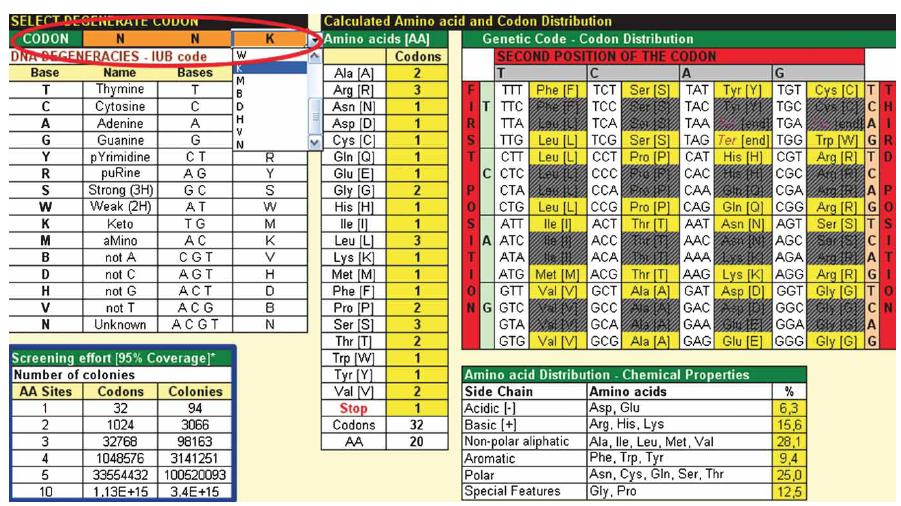 SELECT DEGENERATE CODON
CODON N N K
DNA DEGENERACIES - IUB code
Base Name Bases
T Thymine T
C Cytosine C
A Adenine A
G Guanine G
Y pYrimidine C T R
R puRine A G Y
S Strong (3H) G C S
W Weak (2H) A T W
K Keto T G M
M aMino A C K
B not A C G T V
D not C A G T H
H not G A C T D
V not T A C G B
N Unknown A C G T N
W
K
M
B
D
H
V
N
Screening effort [95% Coverage]*
Number of colonies
AA Sites Codons Colonies
1 32 94
2 1024 3066
3 32768 98163
4 1048576 3141251
5 33554432 100520093
10 1,13E+15 3,4E+15
Calculated Amino acid and Codon Distribution
Amino acids [AA]
Codons
Ala [A] 2
Arg [R] 3
Asn [N] 1
Asp [D] 1
Cys [C] 1
Gln [Q] 1
Glu [E] 1
Gly [G] 2
His [H] 1
Ile [I] 1
Leu [L] 3
Lys [K] 1
Met [M] 1
Phe [F] 1
Pro [P] 2
Ser [S] 3
Thr [T] 2
Trp [W] 1
Tyr [Y] 1
Val [V] 2
Stop 1
Codons 32
AA 20
Genetic Code - Codon Distribution
SECOND POSITION OF THE CODON
T C A G
FIRST POSITION
THIRD POSITION
T TTT Phe [F] TCT Ser [S] TAT Tyr [Y] TGT Cys [C] T
TTC Phe [F] TCC Ser [S] TAC Tyr [Y] TGC Cys [C] C
TTA Leu [L] TCA Ser [S] TAA [end] TGA [end] A
TTG Leu [L] TCG Ser [S] TAG Ter [end] TGG Trp [W] G
C CTT Leu [L] CCT Pro [P] CAT His [H] CGT Arg [R] T
CTC Leu [L] CCC Pro [P] CAC His [H] CGC Arg [R] C
CTA Leu [L] CCA Pro [P] CAA Gln [Q] CGA Arg [R] A
CTG Leu [L] CCG Pro [P] CAG Gln [Q] CGG Arg [R] G
A ATT Ile [I] ACT Thr [T] AAT Asn [N] AGT Ser [S] T
ATC Ile [I] ACC Thr [T] AAC Asn [N] AGC Ser [S] C
ATA Ile [I] ACA Thr [T] AAA Lys [K] AGA Arg [R] A
ATG Met [M] ACG Thr [T] AAG Lys [K] AGG Arg [R] G
G GTT Val [V] GCT Ala [A] GAT Asp [D] GGT Gly [G] T
GTC Val [V] GCC Ala [A] GAC Asp [D] GGC Gly [G] C
GTA Val [V] GCA Ala [A] GAA Glu [E] GGA Gly [G] A
GTG Val [V] GCG Ala [A] GAG Glu [E] GGG Gly [G] G
Amino acid Distribution - Chemical Properties
Side Chain Amino acids %
Acidic [-] Asp, Glu 6,3
Basic [+] Arg, His, Lys 15,6
Non-polar aliphatic Ala, Ile, Leu, Met, Val 28,1
Aromatic Phe, Trp, Tyr 9,4
Polar Asn, Cys, Gln, Ser, Thr 25,0
Special Features Gly, Pro 12,5